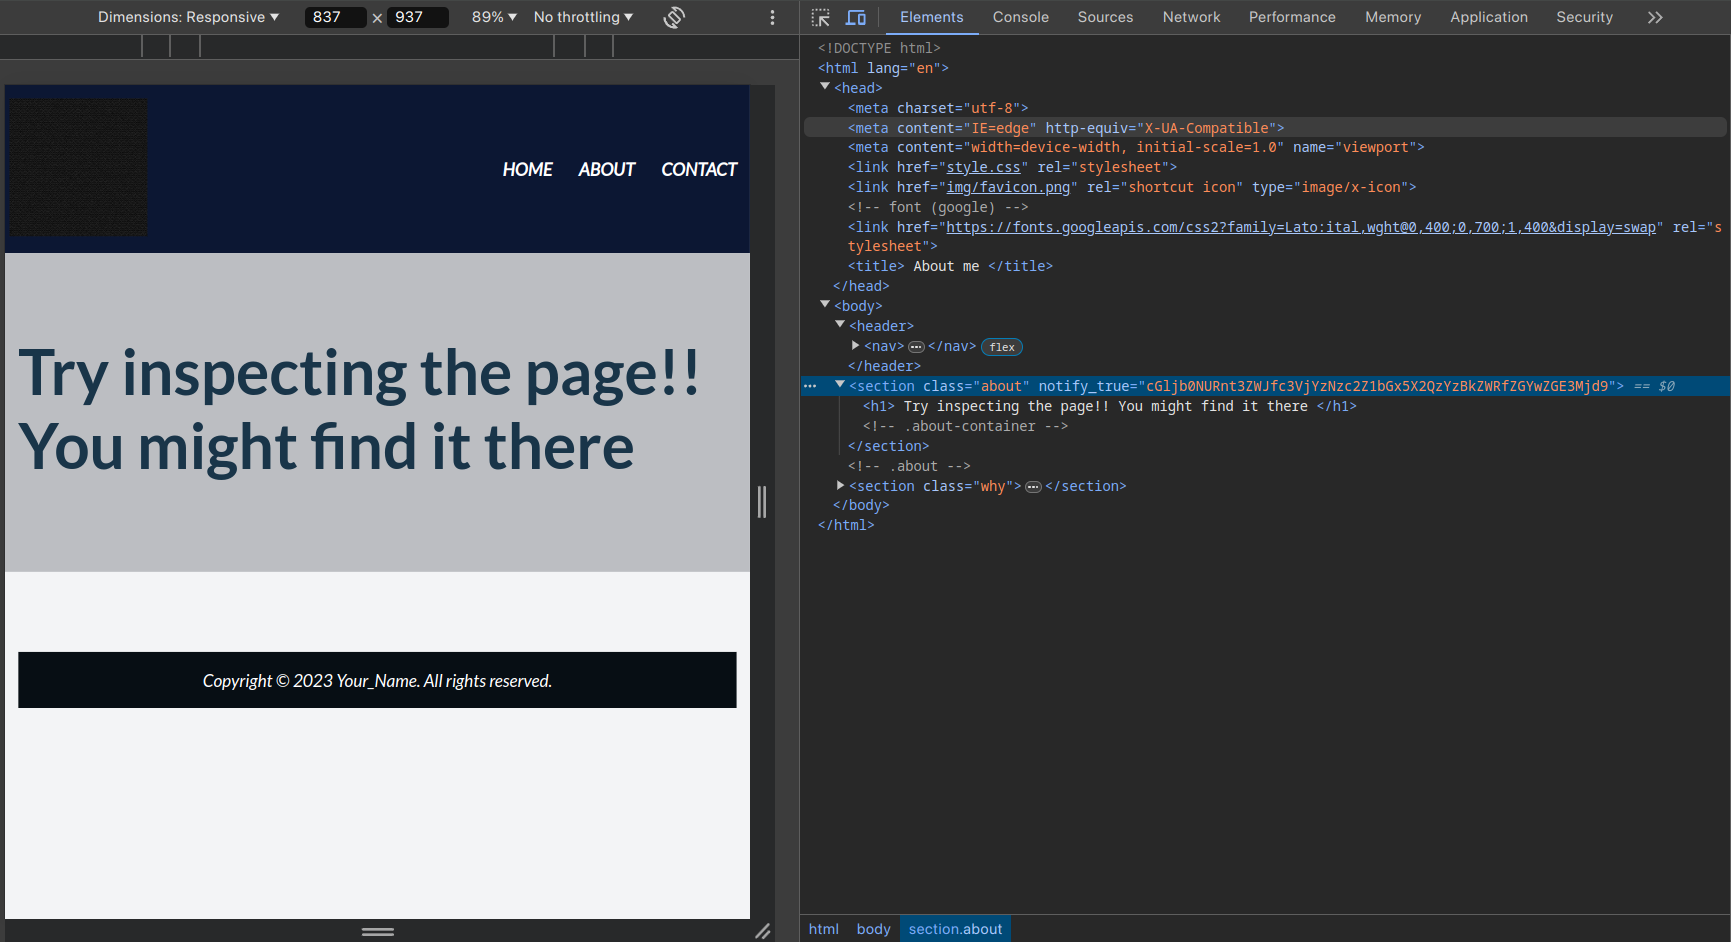 Dimensions: Responsive 837 × 937 89% No throttling
HOME ABOUT CONTACT
Try inspecting the page!!
You might find it there
Copyright © 2023 Your_Name. All rights reserved.
Elements Console Sources Network Performance Memory Application Security
<!DOCTYPE html>
<html lang="en">
<head>
<meta charset="utf-8">
<meta content="IE=edge" http-equiv="X-UA-Compatible">
<meta content="width=device-width, initial-scale=1.0" name="viewport">
<link href="style.css" rel="stylesheet">
<link href="img/favicon.png" rel="shortcut icon" type="image/x-icon">
<!-- font (google) -->
<link href="https://fonts.googleapis.com/css2?family=Lato:ital,wght@0,400;0,700;1,400&display=swap" rel="s
tylesheet">
<title> About me </title>
</head>
<body>
<header>
<nav> ⋯ </nav> flex
</header>
<section class="about" notify_true="cGljb0NURnt3ZWJfc3VjYzNzc2Z1bGx5X2QzYzBkZWRfZGYwZGE3Mjd9"> == $0
<h1> Try inspecting the page!! You might find it there </h1>
<!-- .about-container -->
</section>
<!-- .about -->
<section class="why"> ⋯ </section>
</body>
</html>
html body section.about